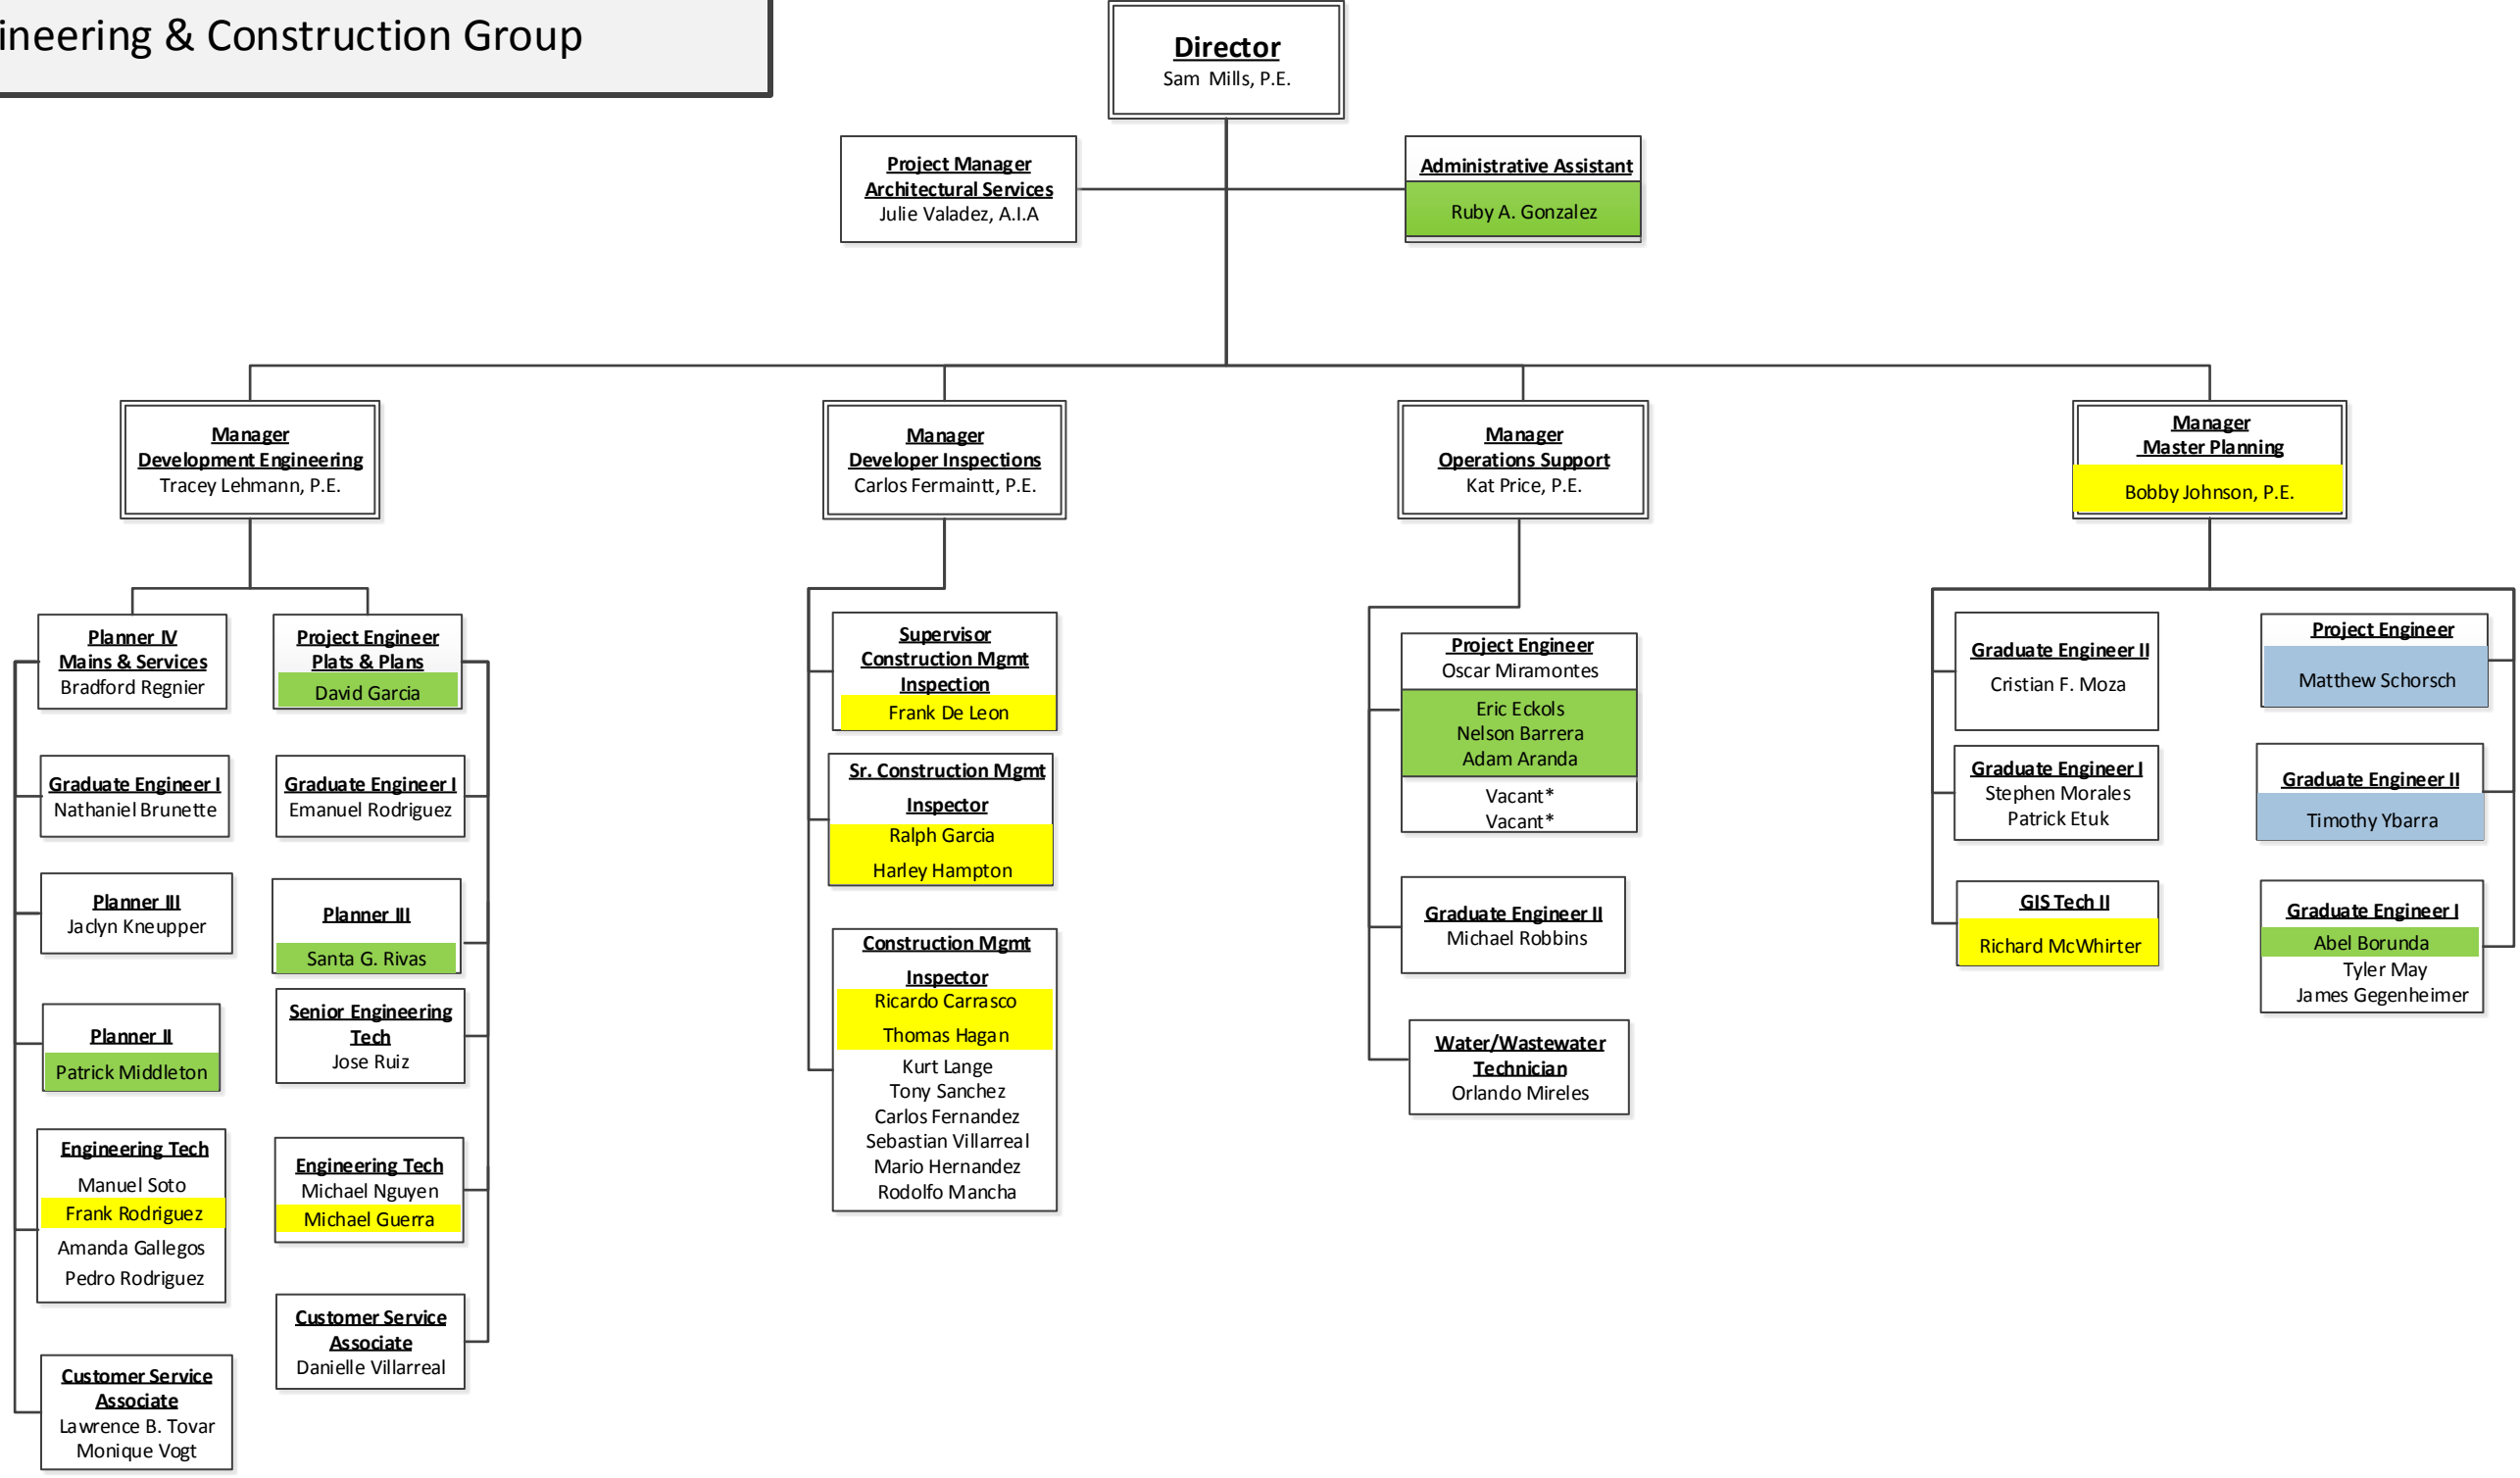 ineering & Construction Group
Director
Sam Mills, P.E.
Project Manager
Architectural Services
Julie Valadez, A.I.A
Administrative Assistant
Ruby A. Gonzalez
Manager
Development Engineering
Tracey Lehmann, P.E.
Manager
Developer Inspections
Carlos Fermaintt, P.E.
Manager
Operations Support
Kat Price, P.E.
Manager
Master Planning
Bobby Johnson, P.E.
Planner IV
Mains & Services
Bradford Regnier
Graduate Engineer I
Nathaniel Brunette
Planner III
Jaclyn Kneupper
Planner II
Patrick Middleton
Engineering Tech
Manuel Soto
Frank Rodriguez
Amanda Gallegos
Pedro Rodriguez
Customer Service
Associate
Lawrence B. Tovar
Monique Vogt
Project Engineer
Plats & Plans
David Garcia
Graduate Engineer I
Emanuel Rodriguez
Planner III
Santa G. Rivas
Senior Engineering
Tech
Jose Ruiz
Engineering Tech
Michael Nguyen
Michael Guerra
Customer Service
Associate
Danielle Villarreal
Supervisor
Construction Mgmt
Inspection
Frank De Leon
Sr. Construction Mgmt
Inspector
Ralph Garcia
Harley Hampton
Construction Mgmt
Inspector
Ricardo Carrasco
Thomas Hagan
Kurt Lange
Tony Sanchez
Carlos Fernandez
Sebastian Villarreal
Mario Hernandez
Rodolfo Mancha
Project Engineer
Oscar Miramontes
Eric Eckols
Nelson Barrera
Adam Aranda
Vacant*
Vacant*
Graduate Engineer II
Michael Robbins
Water/Wastewater
Technician
Orlando Mireles
Graduate Engineer II
Cristian F. Moza
Graduate Engineer I
Stephen Morales
Patrick Etuk
GIS Tech II
Richard McWhirter
Project Engineer
Matthew Schorsch
Graduate Engineer II
Timothy Ybarra
Graduate Engineer I
Abel Borunda
Tyler May
James Gegenheimer